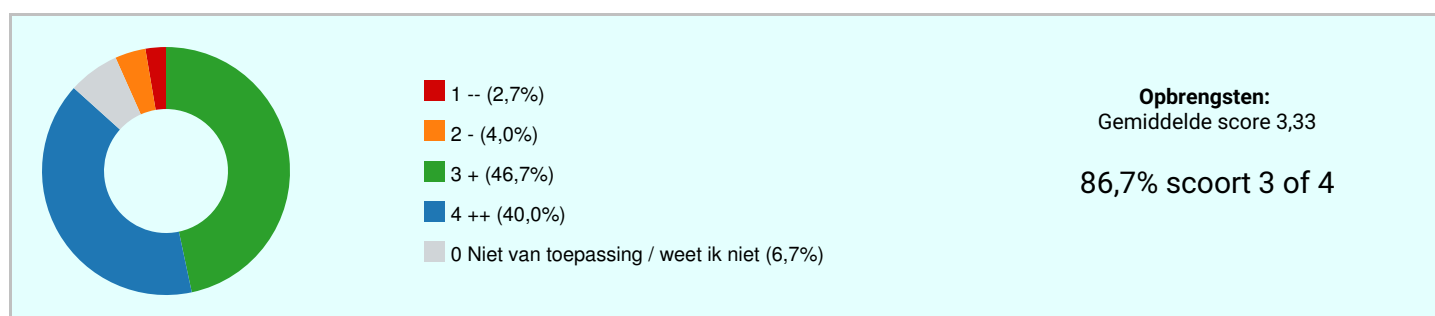 1 -- (2,7%)
2 - (4,0%)
3 + (46,7%)
4 ++ (40,0%)
0 Niet van toepassing / weet ik niet (6,7%)
Opbrengsten:
Gemiddelde score 3,33
86,7% scoort 3 of 4